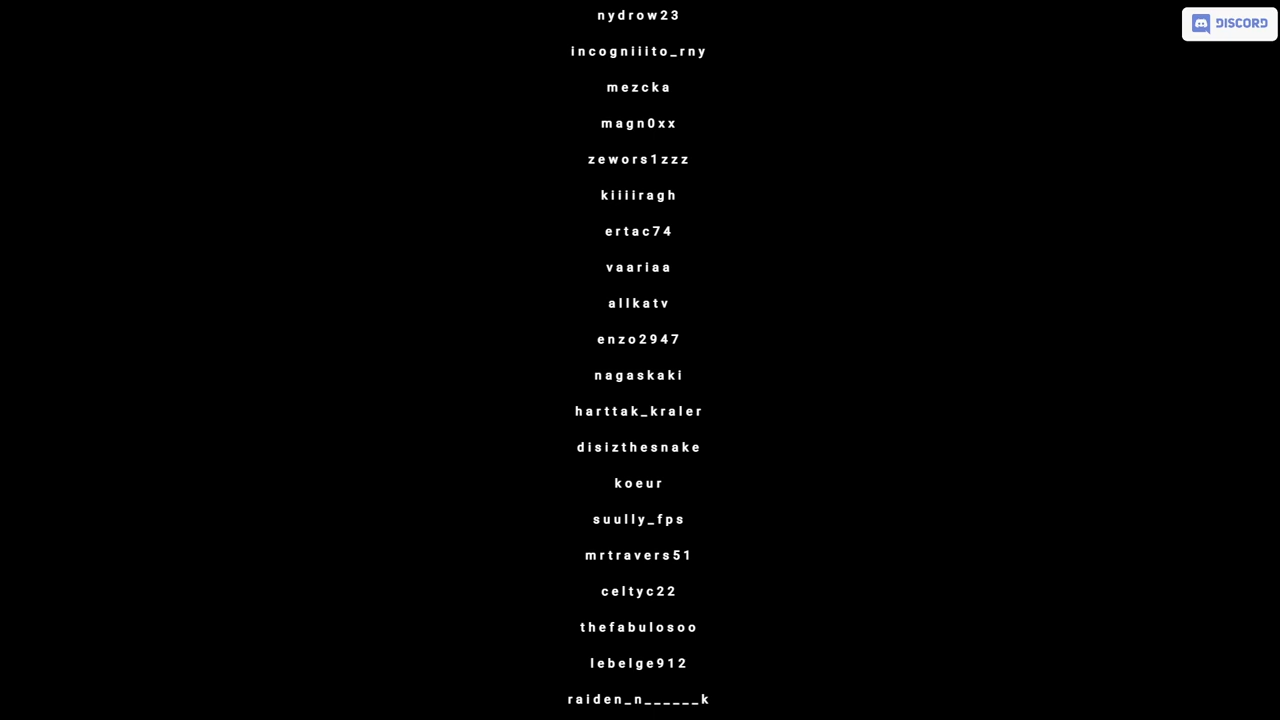 nydrow23
DISCORD
incogniiito_rny
mezcka
magn0xx
zewors1zzz
kiiiiragh
ertac74
vaariaa
allkatv
enzo2947
nagaskaki
harttak_kraler
disizthesnake
koeur
suully_fps
mrtravers51
celtyc22
thefabulosoo
lebelge912
raiden_n______k